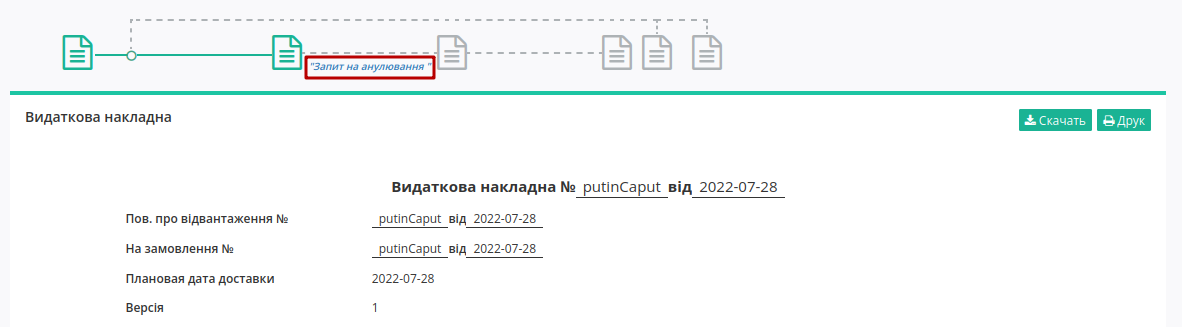 "Запит на анулювання "
Видаткова накладна
Скачать Друк
Видаткова накладна № putinCaput від 2022-07-28
Пов. про відвантаження № putinCaput від 2022-07-28
На замовлення № putinCaput від 2022-07-28
Плановая дата доставки 2022-07-28
Версія 1